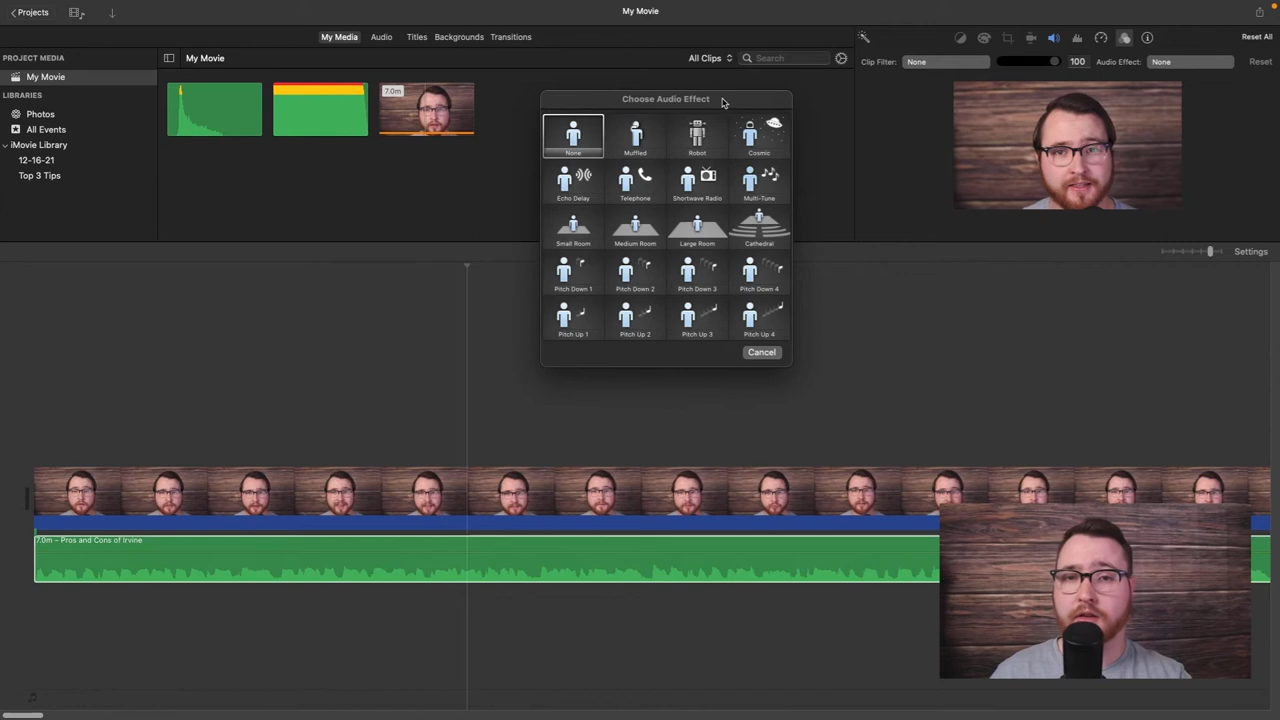 Projects
My Movie
My Media
Audio
Titles
Backgrounds
Transitions
Reset All
PROJECT MEDIA
My Movie
LIBRARIES
Photos
All Events
iMovie Library
12-16-21
Top 3 Tips
My Movie
All Clips
Search
7.0m
Clip Filter:
None
100
Audio Effect:
None
Reset
Choose Audio Effect
None
Muffled
Robot
Cosmic
Echo Delay
Telephone
Shortwave Radio
Multi-Tune
Small Room
Medium Room
Large Room
Cathedral
Pitch Down 1
Pitch Down 2
Pitch Down 3
Pitch Down 4
Pitch Up 1
Pitch Up 2
Pitch Up 3
Pitch Up 4
Cancel
Settings
7.0m – Pros and Cons of Irvine